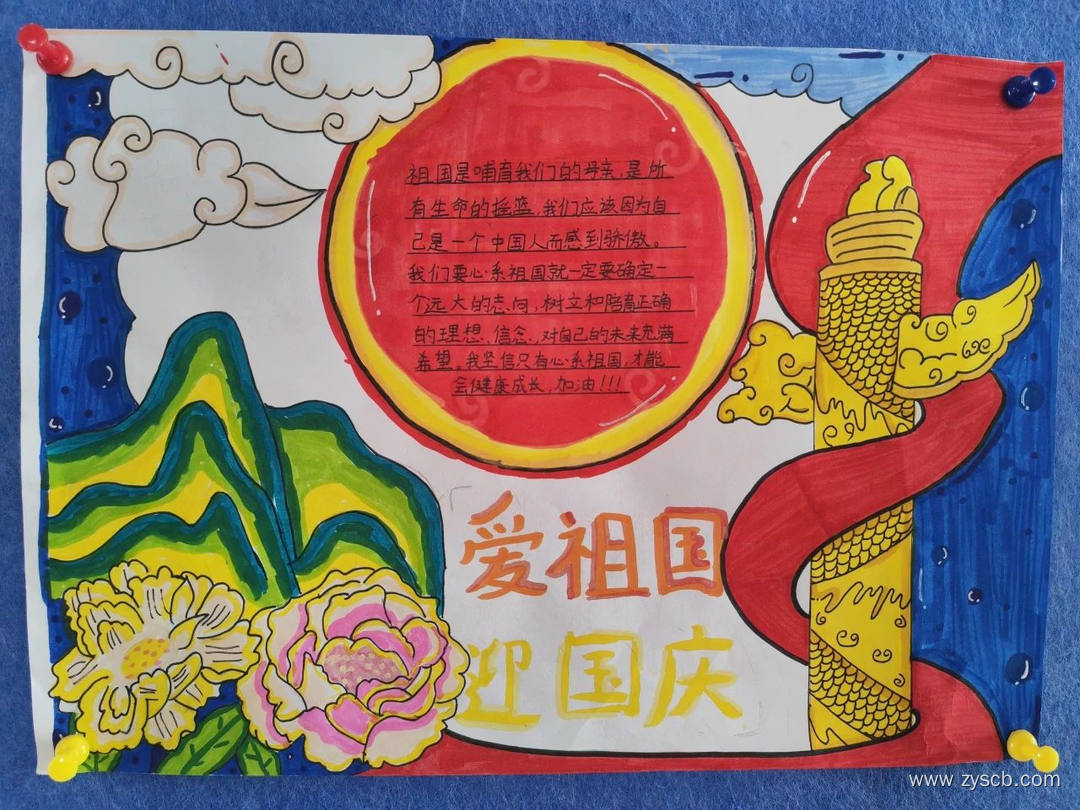 祖国是哺育我们的母亲,是所
有生命的摇篮,我们应该因为自
己是一个中国人而感到骄傲。
我们要心系祖国就一定要确定一
个远大的志向,树立和陪育正确
的理想、信念、对自己的未来充满
希望。我坚信只有心系祖国,才能
会健康成长,加油!!!
爱祖国
迎国庆
www.zyscb.com